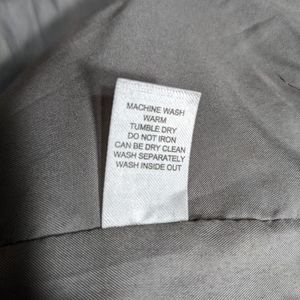 MACHINE WASH
WARM
TUMBLE DRY
DO NOT IRON
CAN BE DRY CLEAN
WASH SEPARATELY
WASH INSIDE OUT